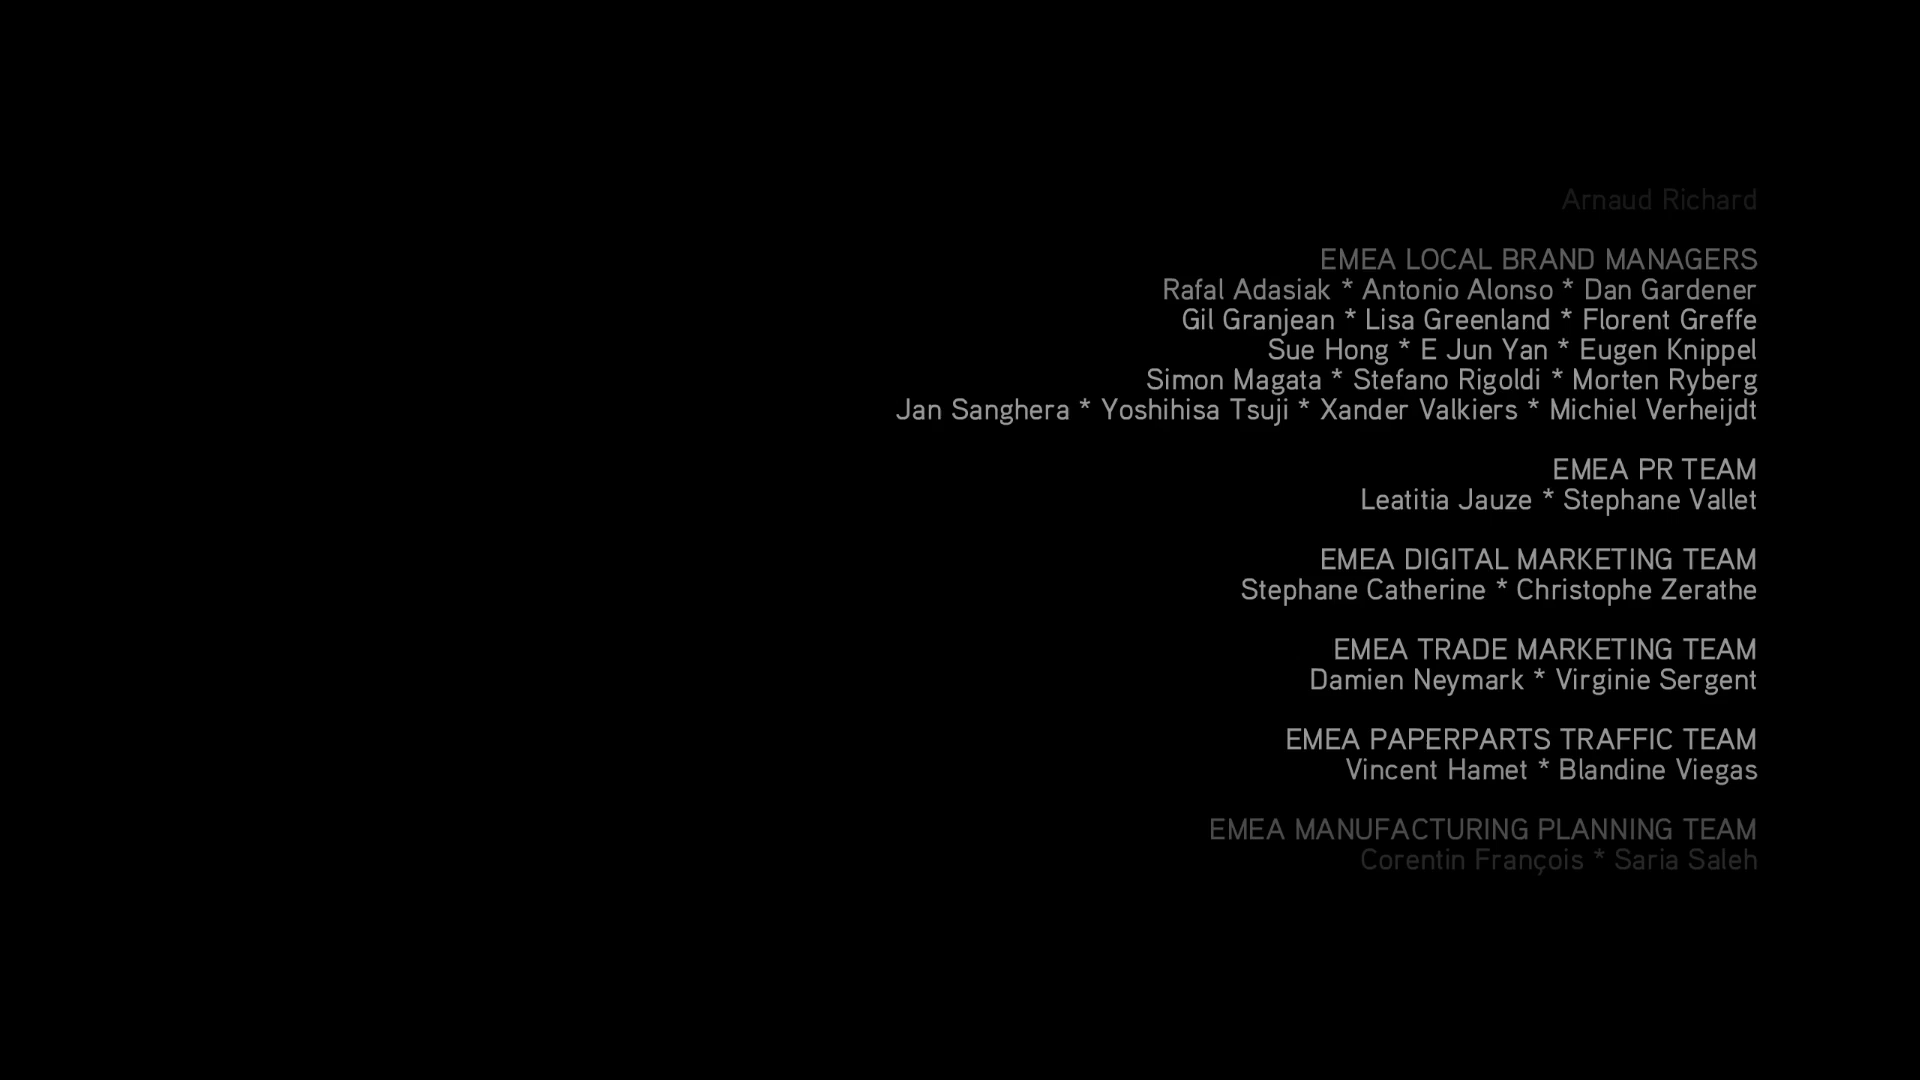 Arnaud Richard
EMEA LOCAL BRAND MANAGERS
Rafal Adasiak * Antonio Alonso * Dan Gardener
Gil Granjean * Lisa Greenland * Florent Greffe
Sue Hong * E Jun Yan * Eugen Knippel
Simon Magata * Stefano Rigoldi * Morten Ryberg
Jan Sanghera * Yoshihisa Tsuji * Xander Valkiers * Michiel Verheijdt
EMEA PR TEAM
Leatitia Jauze * Stephane Vallet
EMEA DIGITAL MARKETING TEAM
Stephane Catherine * Christophe Zerathe
EMEA TRADE MARKETING TEAM
Damien Neymark * Virginie Sergent
EMEA PAPERPARTS TRAFFIC TEAM
Vincent Hamet * Blandine Viegas
EMEA MANUFACTURING PLANNING TEAM
Corentin François * Saria Saleh